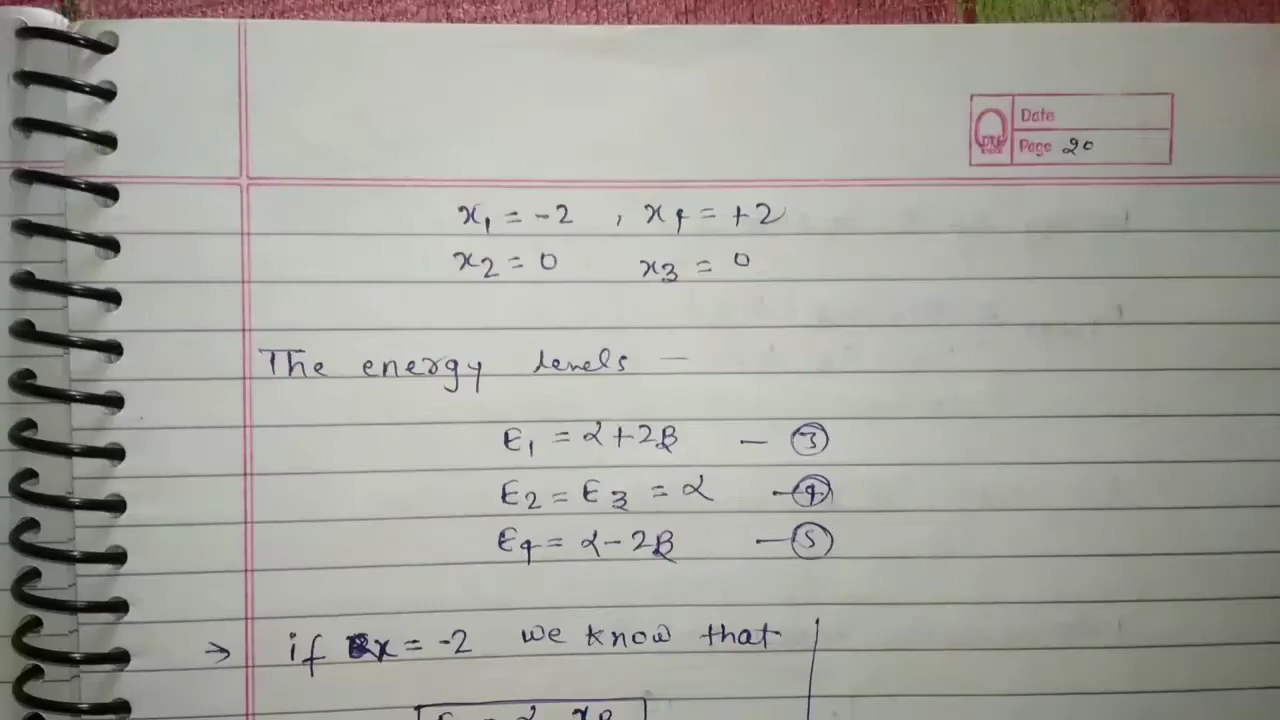 Date
Page 20
x₁ = -2 , x₄ = +2
x₂ = 0 x₃ = 0
The energy levels —
E₁ = α + 2β — ③
E₂ = E₃ = α — ④
E₄ = α - 2β — ⑤
→ if x = -2 we know that